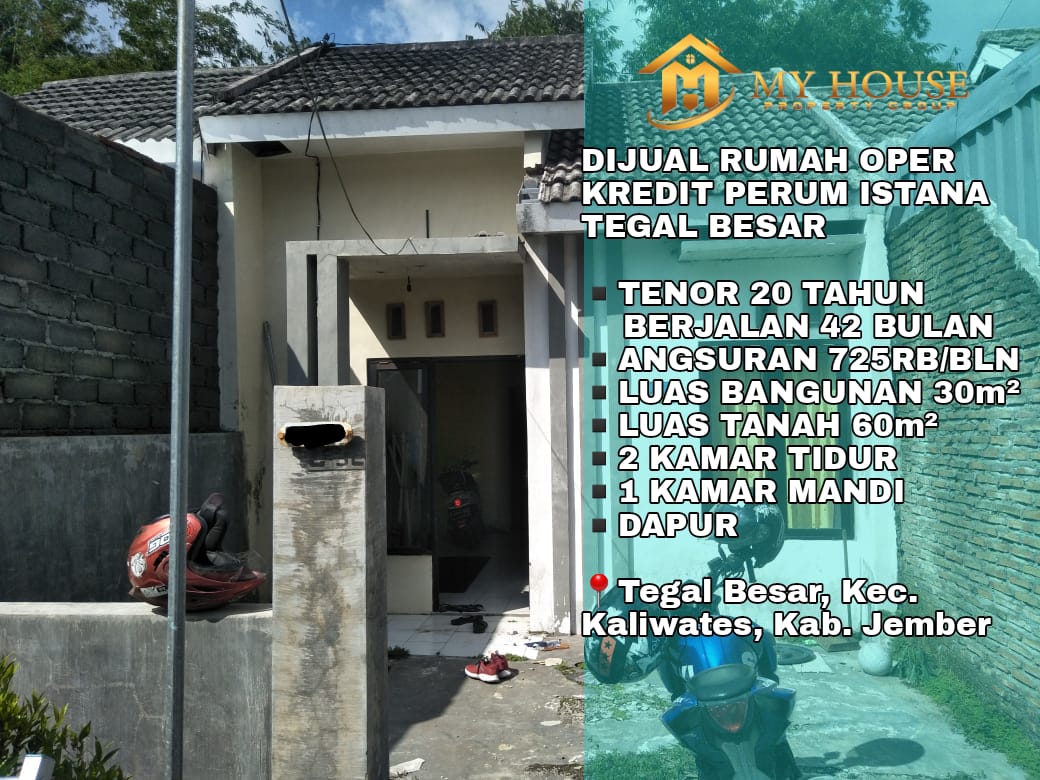 MY HOUSE
PROPERTY GROUP
DIJUAL RUMAH OPER
KREDIT PERUM ISTANA
TEGAL BESAR
▪ TENOR 20 TAHUN
BERJALAN 42 BULAN
▪ ANGSURAN 725RB/BLN
▪ LUAS BANGUNAN 30m²
▪ LUAS TANAH 60m²
▪ 2 KAMAR TIDUR
▪ 1 KAMAR MANDI
▪ DAPUR
📍Tegal Besar, Kec.
Kaliwates, Kab. Jember